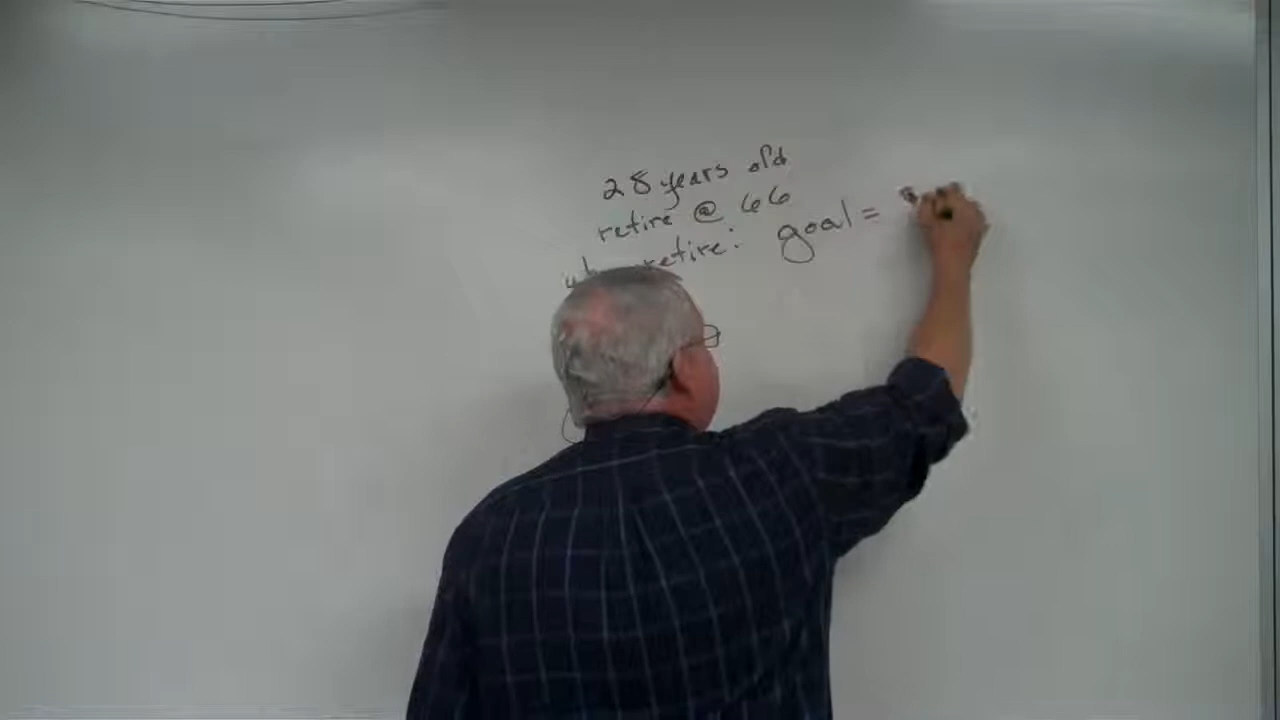 28 years old
retire @ 66
retire: goal =